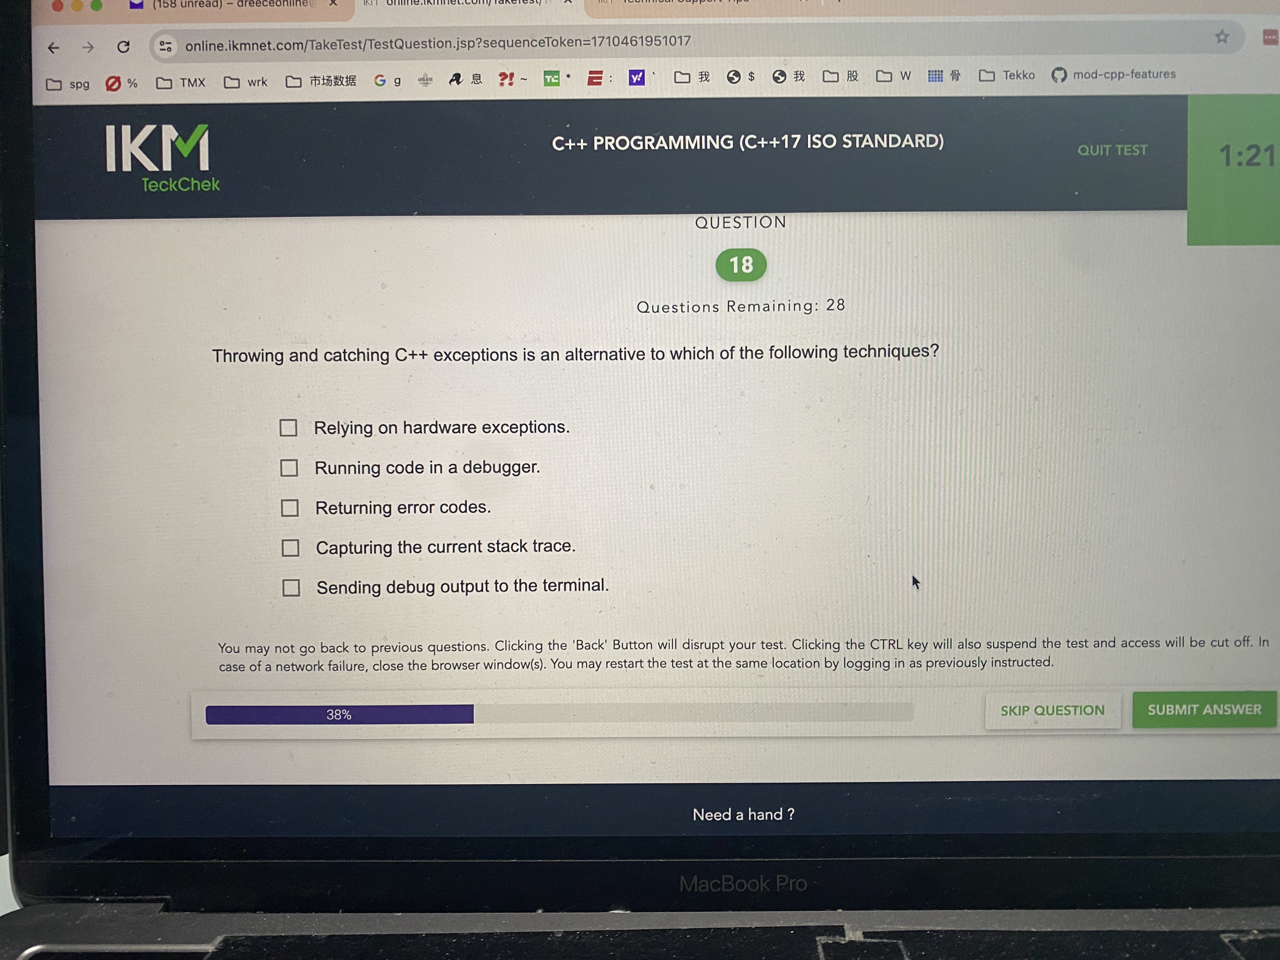 (158 unread) – dreeceonline
online.ikmnet.com/TakeTest/TestQuestion.jsp?sequenceToken=1710461951017
spg % TMX wrk 市场数据 G g 息 ?! ~ TC • E : y! ` 我 $ 我 股 W 骨 Tekko mod-cpp-features
IKM
TeckChek
C++ PROGRAMMING (C++17 ISO STANDARD)
QUIT TEST
1:21
QUESTION
18
Questions Remaining: 28
Throwing and catching C++ exceptions is an alternative to which of the following techniques?
Relying on hardware exceptions.
Running code in a debugger.
Returning error codes.
Capturing the current stack trace.
Sending debug output to the terminal.
You may not go back to previous questions. Clicking the 'Back' Button will disrupt your test. Clicking the CTRL key will also suspend the test and access will be cut off. In
case of a network failure, close the browser window(s). You may restart the test at the same location by logging in as previously instructed.
38%
SKIP QUESTION
SUBMIT ANSWER
Need a hand ?
MacBook Pro